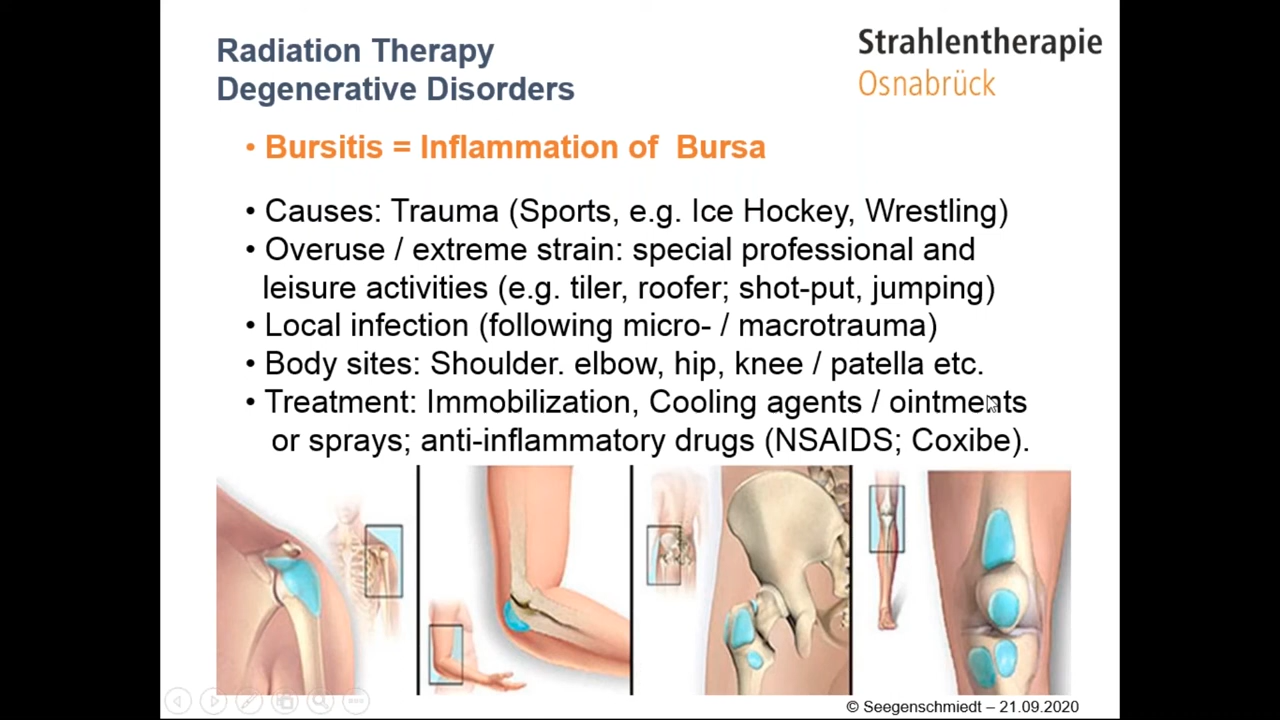 Radiation Therapy
Degenerative Disorders
Strahlentherapie
Osnabrück
• Bursitis = Inflammation of Bursa
• Causes: Trauma (Sports, e.g. Ice Hockey, Wrestling)
• Overuse / extreme strain: special professional and
leisure activities (e.g. tiler, roofer; shot-put, jumping)
• Local infection (following micro- / macrotrauma)
• Body sites: Shoulder. elbow, hip, knee / patella etc.
• Treatment: Immobilization, Cooling agents / ointments
or sprays; anti-inflammatory drugs (NSAIDS; Coxibe).
© Seegenschmiedt – 21.09.2020